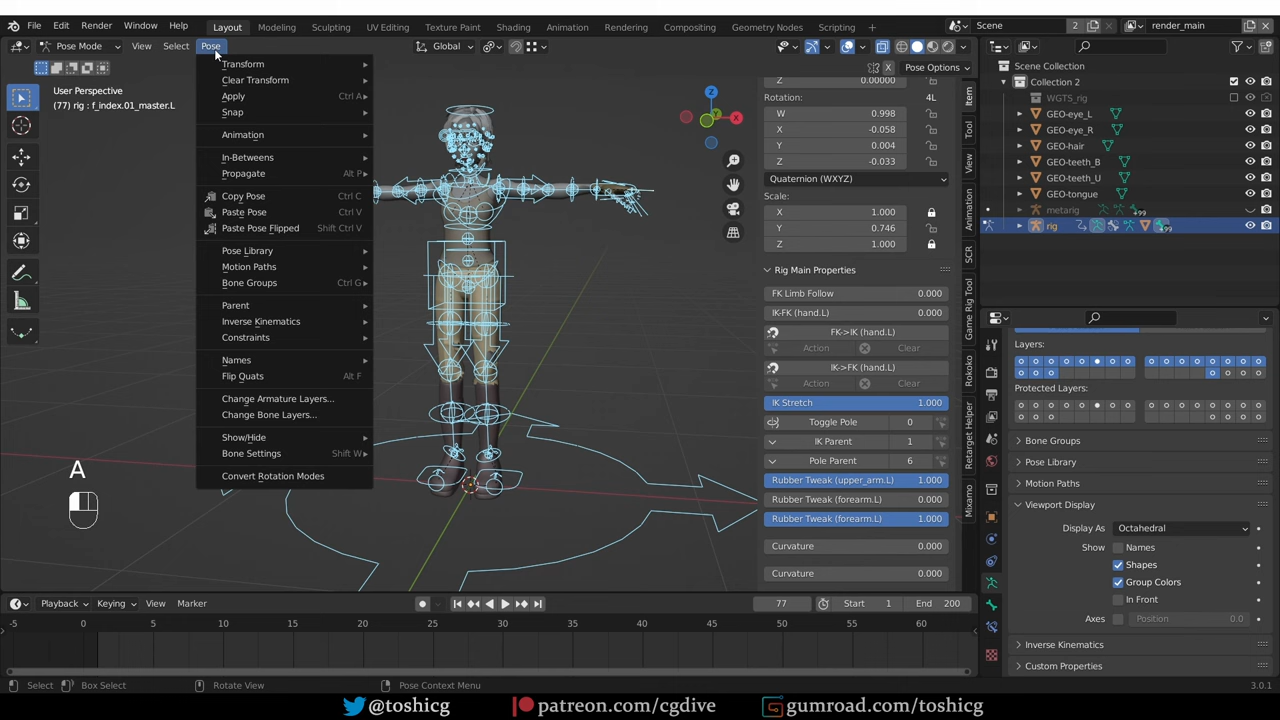 File Edit Render Window Help
Layout Modeling Sculpting UV Editing Texture Paint Shading Animation Rendering Compositing Geometry Nodes Scripting +
Scene 2
render_main
Pose Mode View Select Pose
Global
X Pose Options
User Perspective
(77) rig : f_index.01_master.L
Transform
Clear Transform
Apply Ctrl A
Snap
Animation
In-Betweens
Propagate Alt P
Copy Pose Ctrl C
Paste Pose Ctrl V
Paste Pose Flipped Shift Ctrl V
Pose Library
Motion Paths
Bone Groups Ctrl G
Parent
Inverse Kinematics
Constraints
Names
Flip Quats Alt F
Change Armature Layers...
Change Bone Layers...
Show/Hide
Bone Settings Shift W
Convert Rotation Modes
A
Z
X
Y
Z 0.00000
Rotation: 4L
W 0.998
X -0.058
Y 0.004
Z -0.033
Quaternion (WXYZ)
Scale:
X 1.000
Y 0.746
Z 1.000
Rig Main Properties
FK Limb Follow 0.000
IK-FK (hand.L) 0.000
FK->IK (hand.L)
Action Clear
IK->FK (hand.L)
Action Clear
IK Stretch 1.000
Toggle Pole 0
IK Parent 1
Pole Parent 6
Rubber Tweak (upper_arm.L) 1.000
Rubber Tweak (forearm.L) 0.000
Rubber Tweak (forearm.L) 1.000
Curvature 0.000
Curvature 0.000
Item
Tool
View
Animation
SCR
Game Rig Tool
Rokoko
Retarget Helper
Mixamo
Scene Collection
Collection 2
WGTS_rig
GEO-eye_L
GEO-eye_R
GEO-hair
GEO-teeth_B
GEO-teeth_U
GEO-tongue
metarig +99
rig 99
Layers:
Protected Layers:
Bone Groups
Pose Library
Motion Paths
Viewport Display
Display As Octahedral
Show Names
Shapes
Group Colors
In Front
Axes Position 0.0
Inverse Kinematics
Custom Properties
Playback Keying View Marker
77 Start 1 End 200
-5 0 5 10 15 20 25 30 35 40 45 50 55 60
Select Box Select Rotate View Pose Context Menu 3.0.1
@toshicg patreon.com/cgdive gumroad.com/toshicg